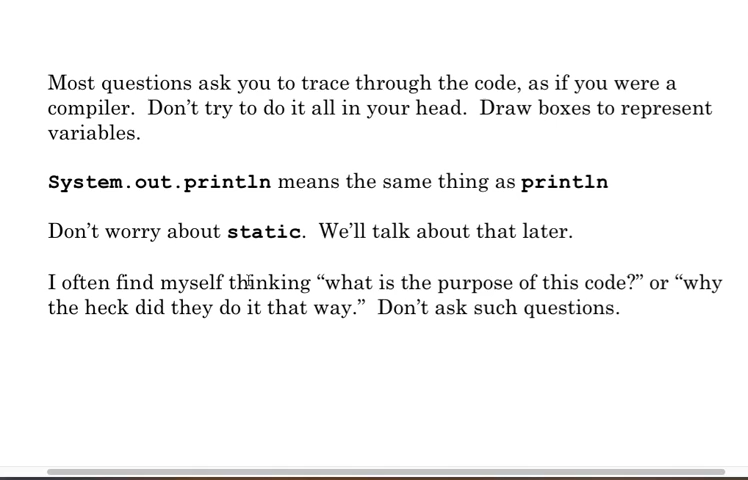 Most questions ask you to trace through the code, as if you were a
compiler.  Don’t try to do it all in your head.  Draw boxes to represent
variables.
System.out.println means the same thing as println
Don’t worry about static.  We’ll talk about that later.
I often find myself thinking “what is the purpose of this code?” or “why
the heck did they do it that way.”  Don’t ask such questions.